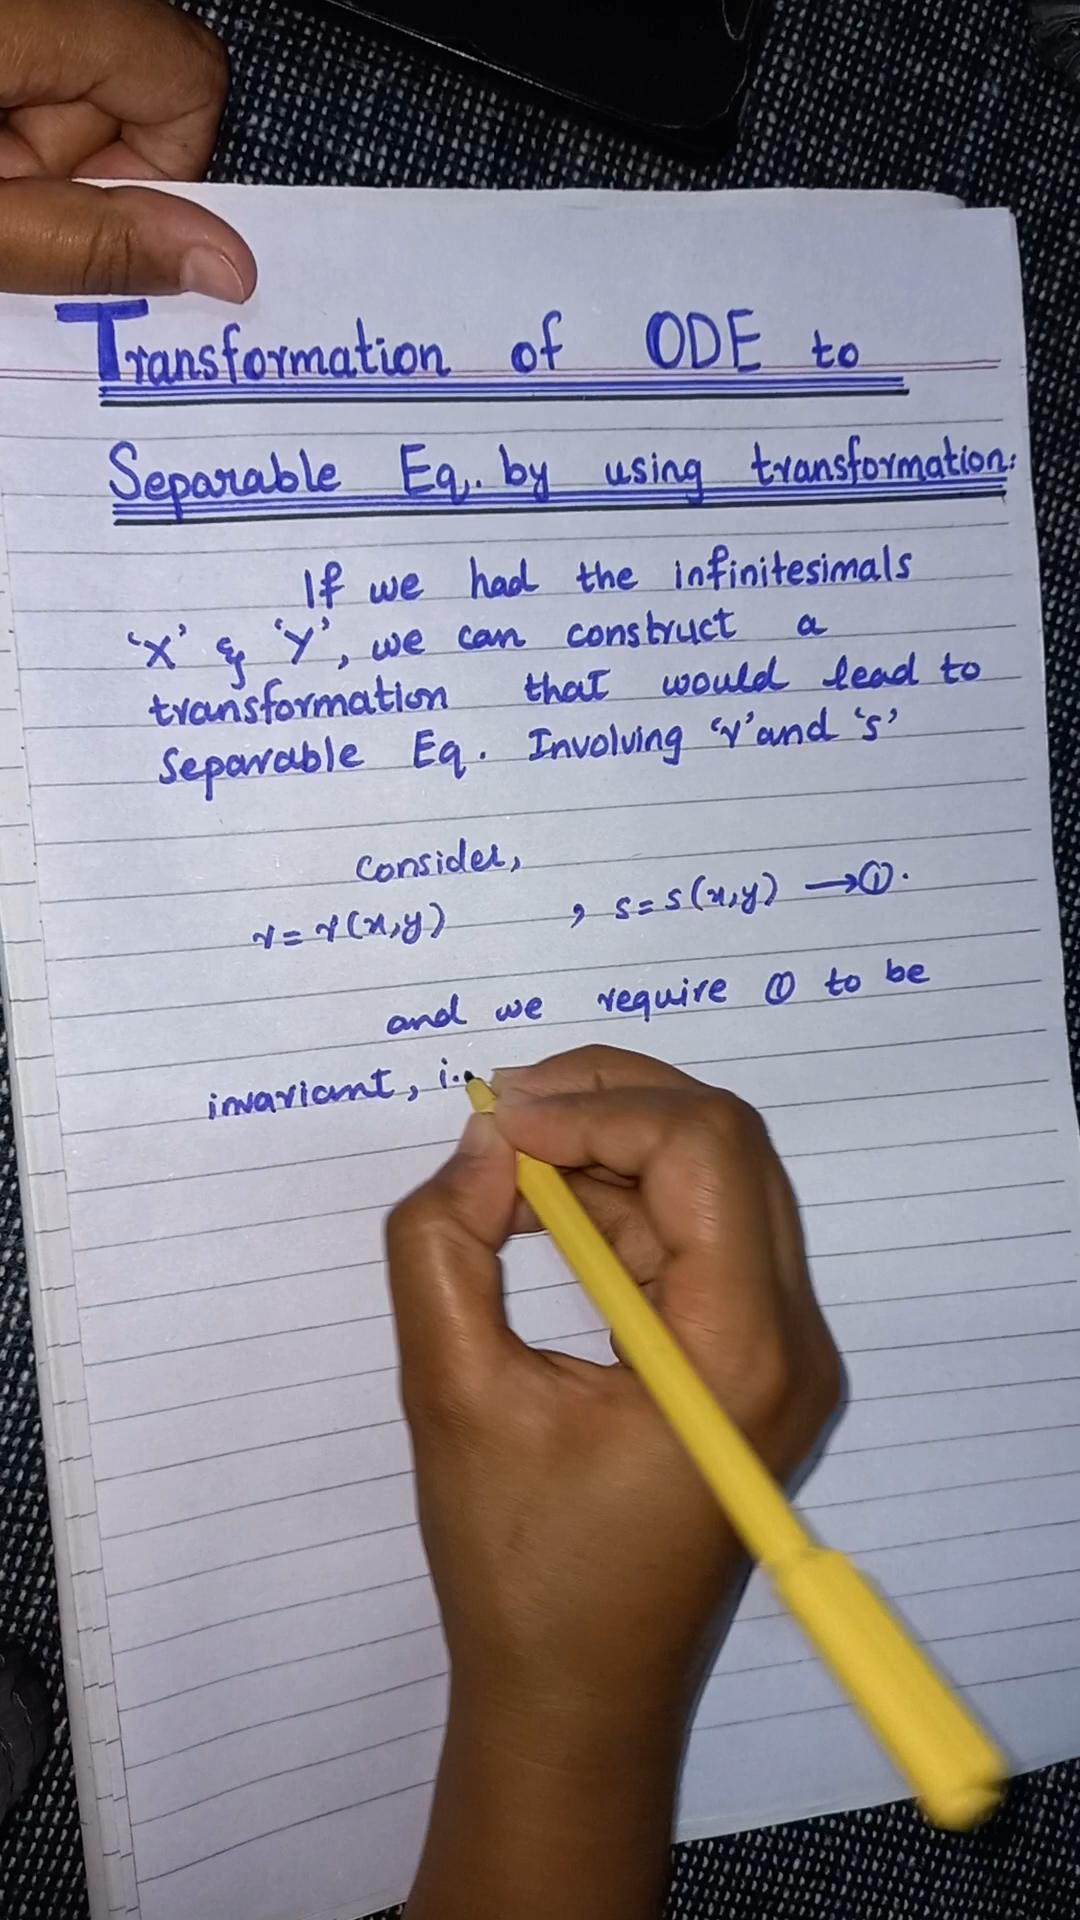 Transformation of ODE to
Separable Eq. by using transformation:
If we had the infinitesimals
'X' & 'Y', we can construct a
transformation that would lead to
Separable Eq. Involving 'r' and 's'
Consider,
r = r(x,y) , s = s(x,y) → ①.
and we require ① to be
invariant, i.